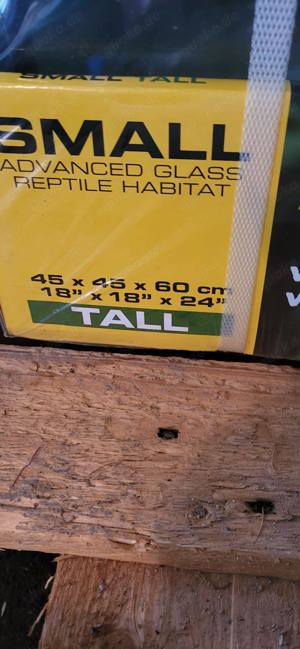 SMALL TALL
SMALL
ADVANCED GLASS
REPTILE HABITAT
45 x 45 x 60 cm
18” x 18” x 24”
TALL